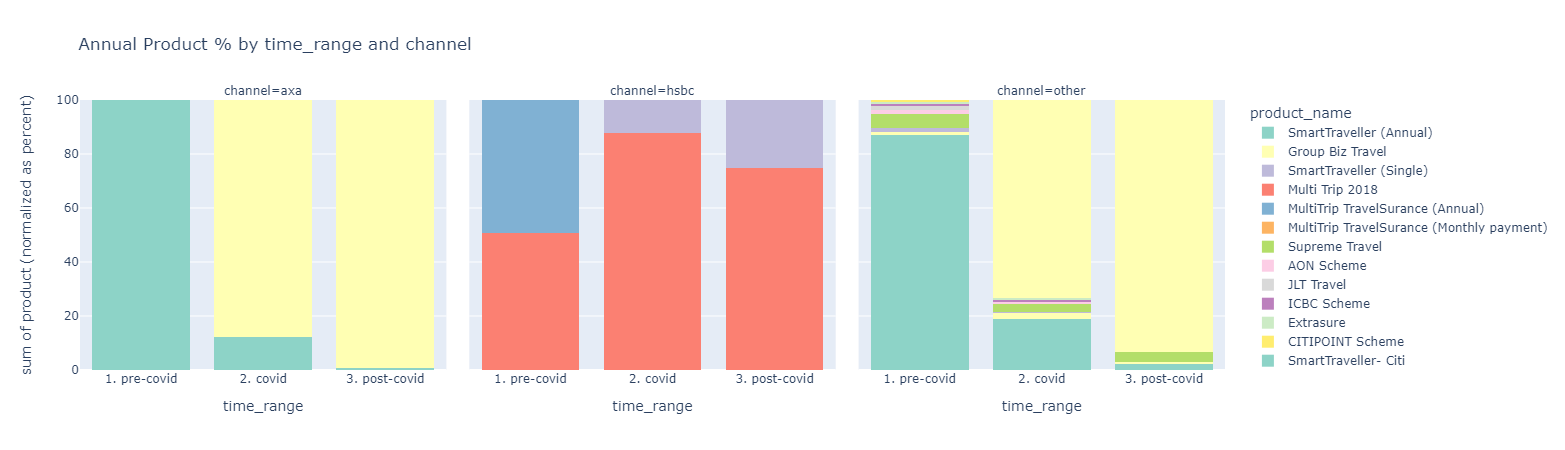 Annual Product % by time_range and channel
channel=axa
channel=hsbc
channel=other
sum of product (normalized as percent)
100
80
60
40
20
0
1. pre-covid 2. covid 3. post-covid
1. pre-covid 2. covid 3. post-covid
1. pre-covid 2. covid 3. post-covid
time_range
time_range
time_range
product_name
SmartTraveller (Annual)
Group Biz Travel
SmartTraveller (Single)
Multi Trip 2018
MultiTrip TravelSurance (Annual)
MultiTrip TravelSurance (Monthly payment)
Supreme Travel
AON Scheme
JLT Travel
ICBC Scheme
Extrasure
CITIPOINT Scheme
SmartTraveller- Citi